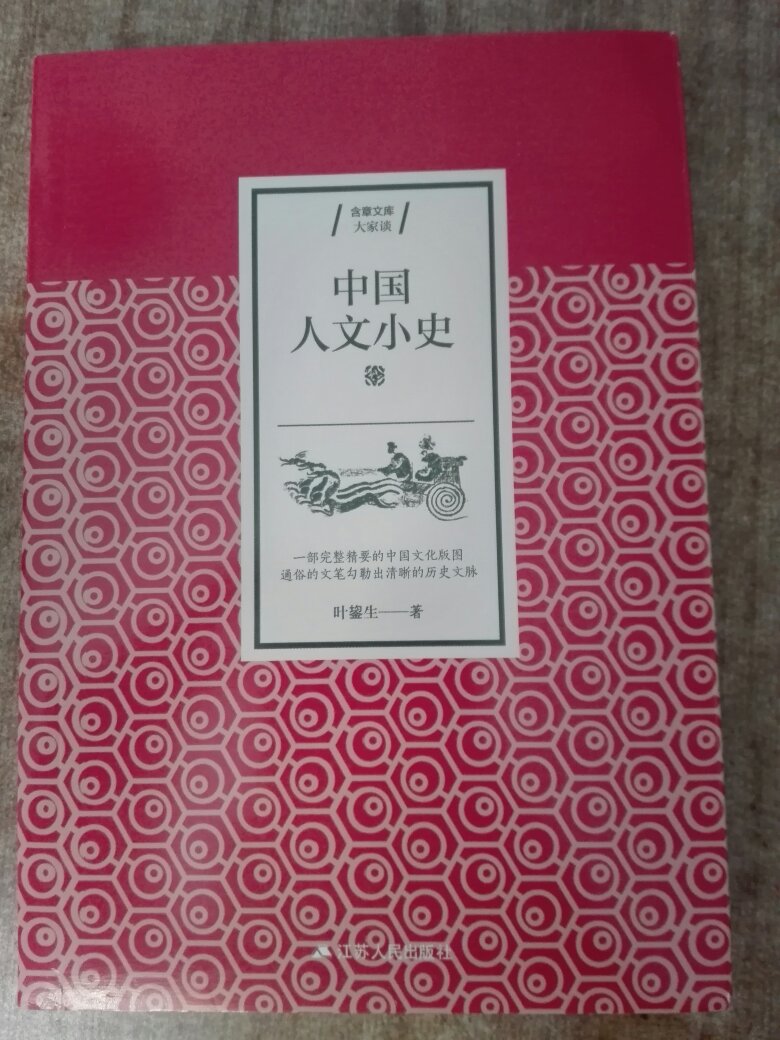 含章文库
大家谈
中国
人文小史
一部完整精要的中国文化版图
通俗的文笔勾勒出清晰的历史文脉
叶鋆生——著
江苏人民出版社